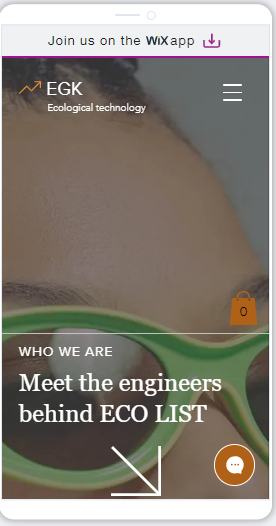 Join us on the WiX app
EGK
Ecological technology
0
WHO WE ARE
Meet the engineers
behind ECO LIST